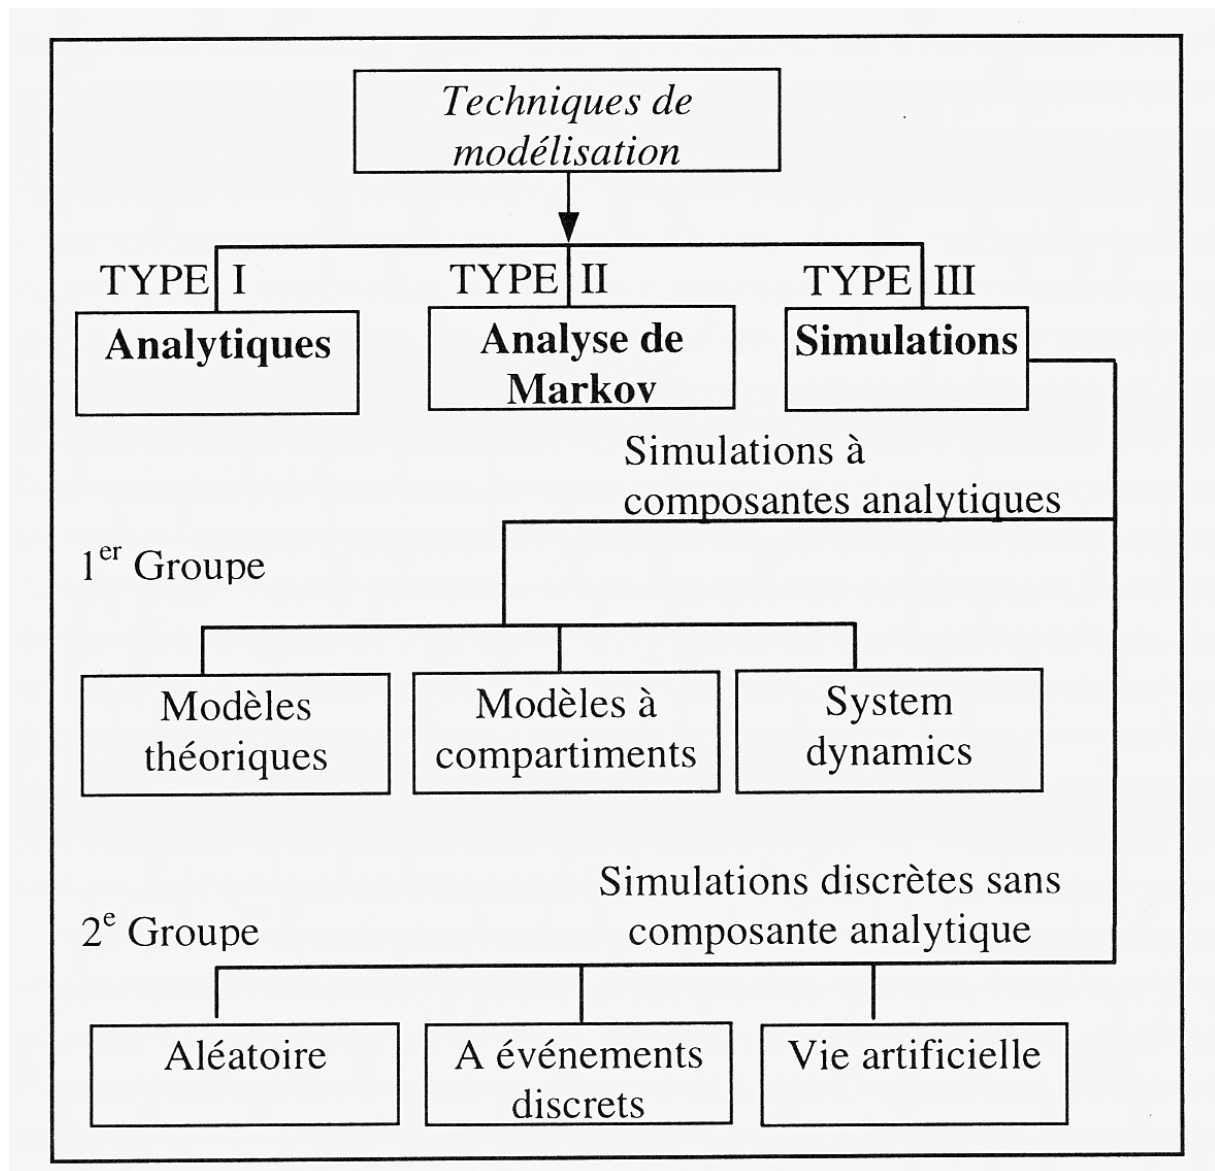 Techniques de
modélisation
TYPE I
TYPE II
TYPE III
Analytiques
Analyse de
Markov
Simulations
Simulations à
composantes analytiques
1er Groupe
Modèles
théoriques
Modèles à
compartiments
System
dynamics
Simulations discrètes sans
composante analytique
2e Groupe
Aléatoire
A événements
discrets
Vie artificielle